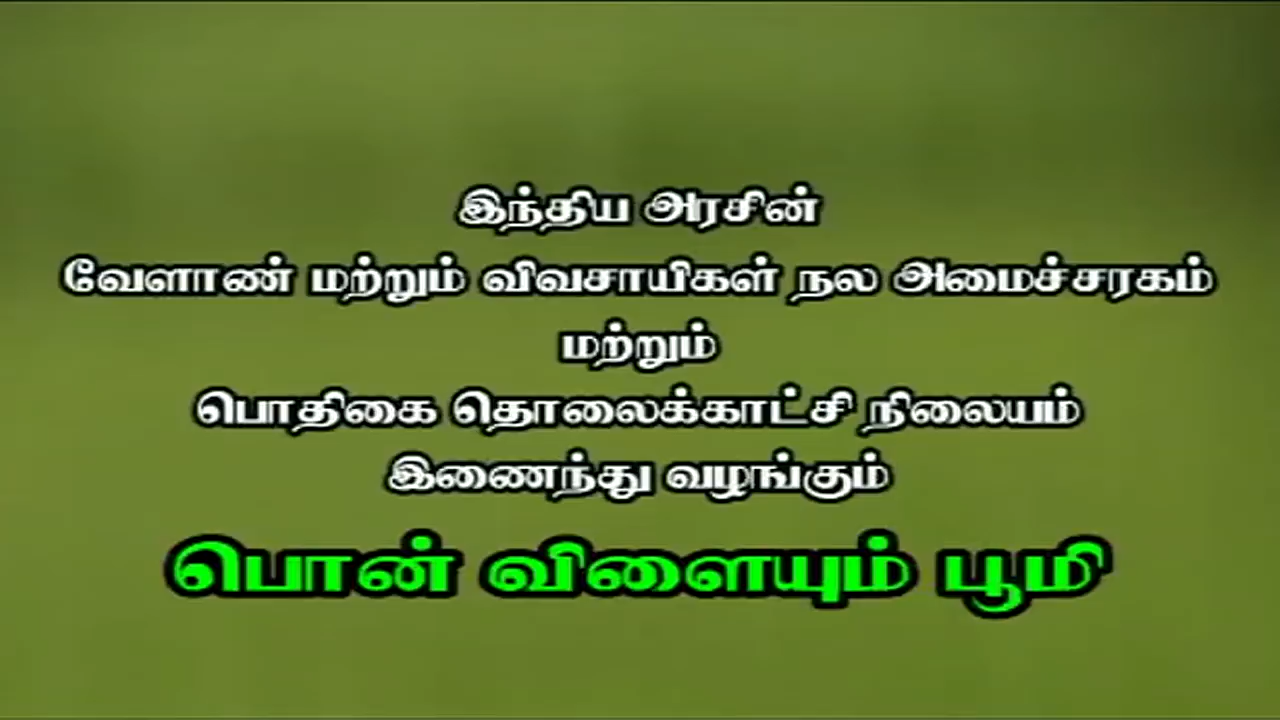 இந்திய அரசின்
வேளாண் மற்றும் விவசாயிகள் நல அமைச்சரகம்
மற்றும்
பொதிகை தொலைக்காட்சி நிலையம்
இணைந்து வழங்கும்
பொன் விளையும் பூமி